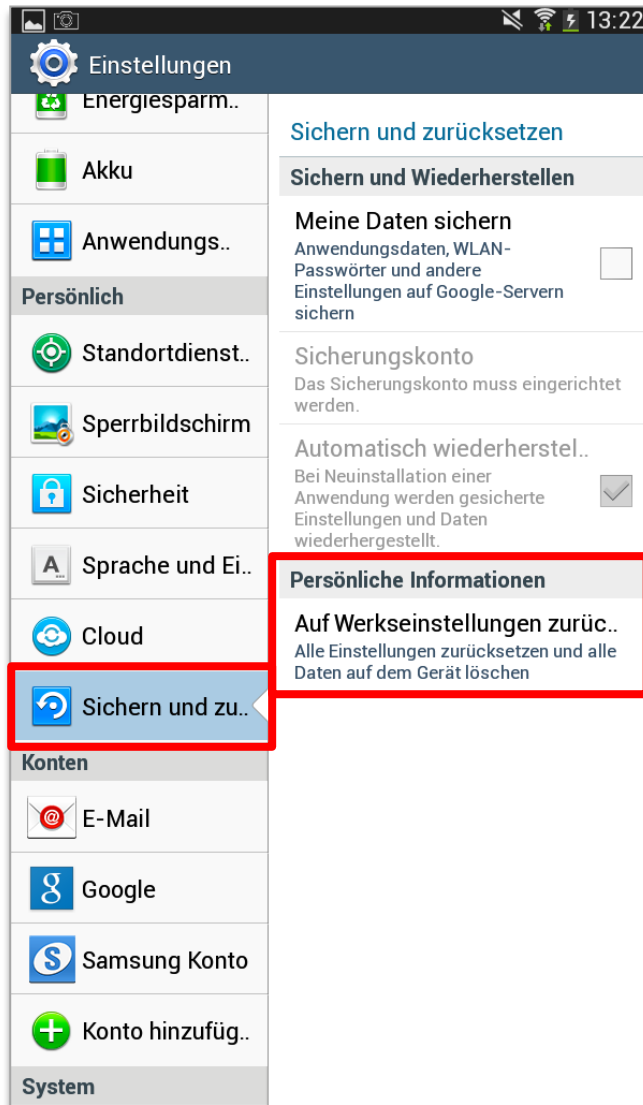 13:22
Einstellungen
Energiesparm..
Akku
Anwendungs..
Persönlich
Standortdienst..
Sperrbildschirm
Sicherheit
Sprache und Ei..
Cloud
Sichern und zu..
Konten
E-Mail
Google
Samsung Konto
Konto hinzufüg..
System
Sichern und zurücksetzen
Sichern und Wiederherstellen
Meine Daten sichern
Anwendungsdaten, WLAN-
Passwörter und andere
Einstellungen auf Google-Servern
sichern
Sicherungskonto
Das Sicherungskonto muss eingerichtet
werden.
Automatisch wiederherstel..
Bei Neuinstallation einer
Anwendung werden gesicherte
Einstellungen und Daten
wiederhergestellt.
Persönliche Informationen
Auf Werkseinstellungen zurüc..
Alle Einstellungen zurücksetzen und alle
Daten auf dem Gerät löschen